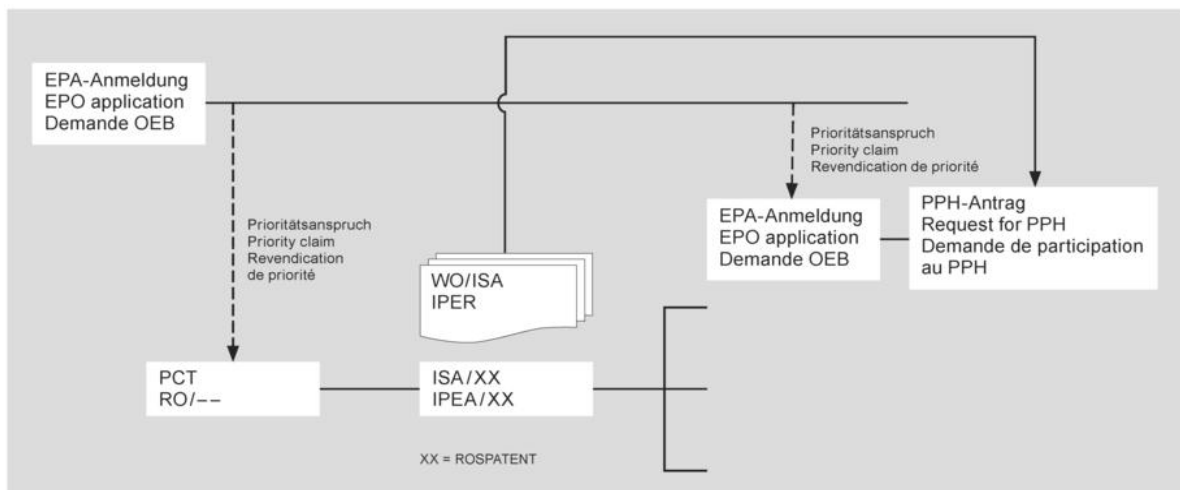 EPA-Anmeldung
EPO application
Demande OEB
Prioritätsanspruch
Priority claim
Revendication de priorité
Prioritätsanspruch
Priority claim
Revendication
de priorité
EPA-Anmeldung
EPO application
Demande OEB
PPH-Antrag
Request for PPH
Demande de participation
au PPH
WO/ISA
IPER
PCT
RO/––
ISA/XX
IPEA/XX
XX = ROSPATENT